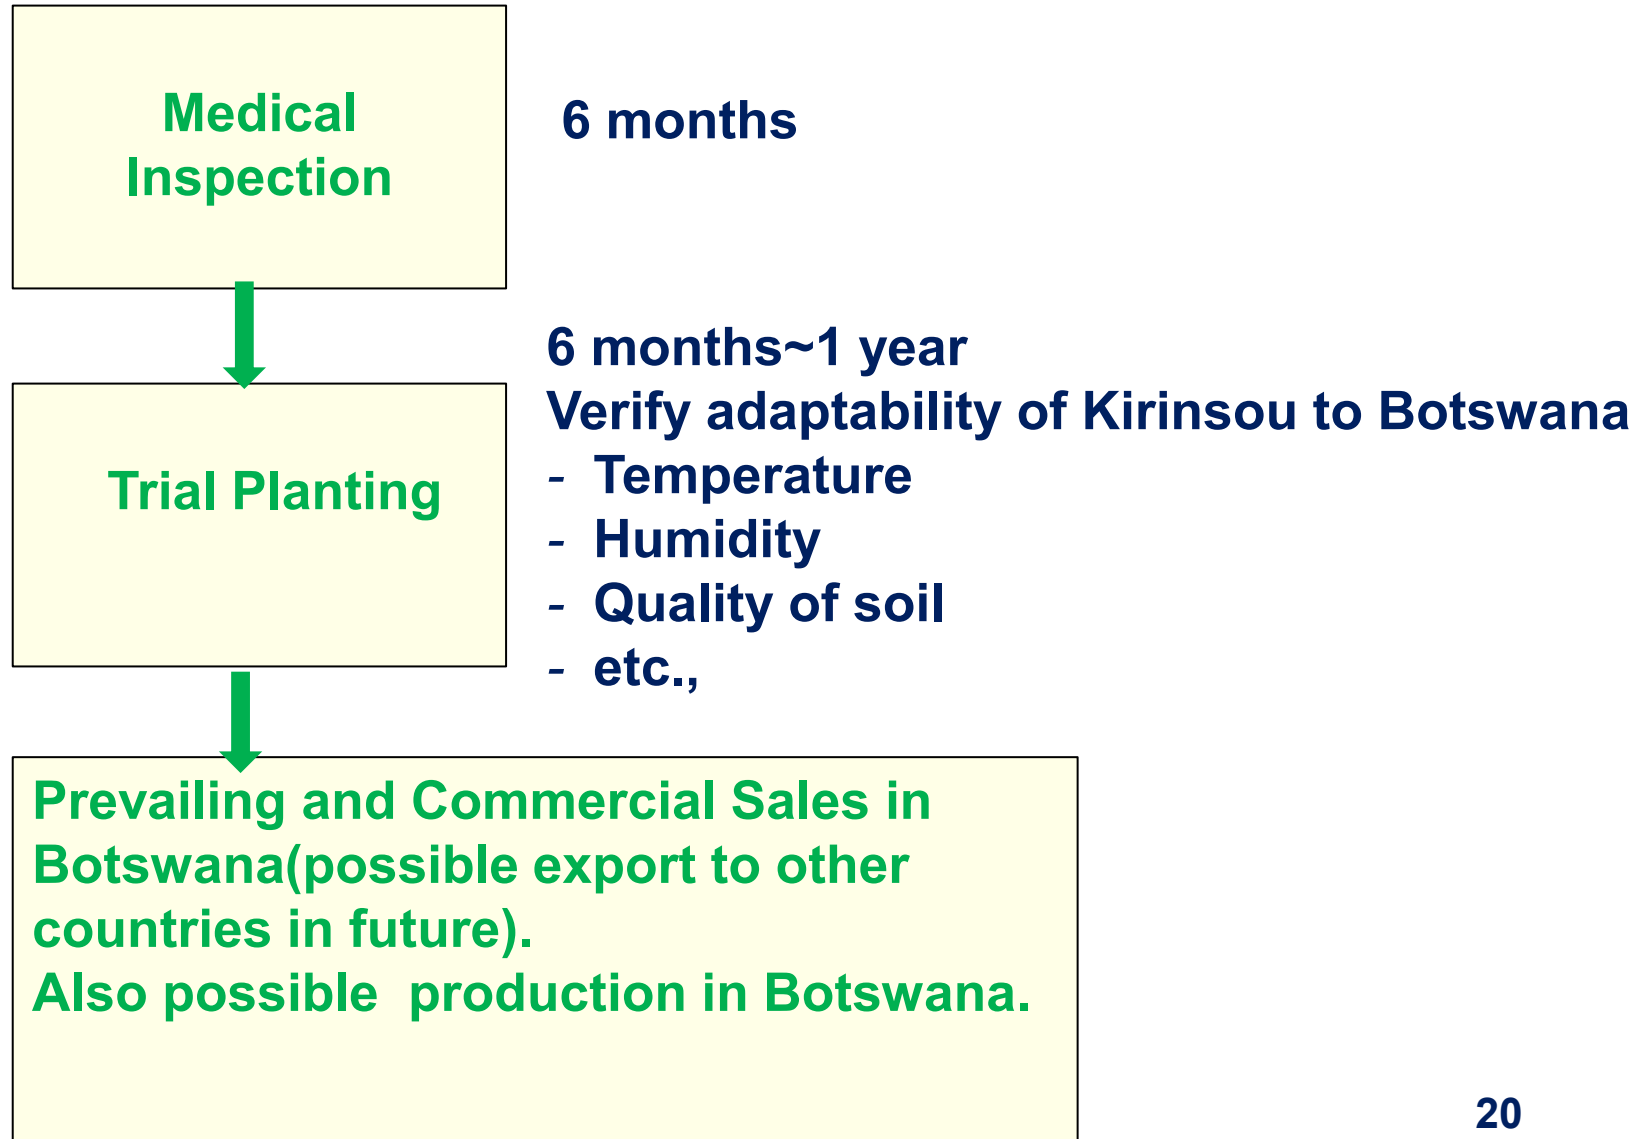 Medical
Inspection
6 months
6 months~1 year
Verify adaptability of Kirinsou to Botswana
- Temperature
- Humidity
- Quality of soil
- etc.,
Trial Planting
Prevailing and Commercial Sales in
Botswana(possible export to other
countries in future).
Also possible  production in Botswana.
20